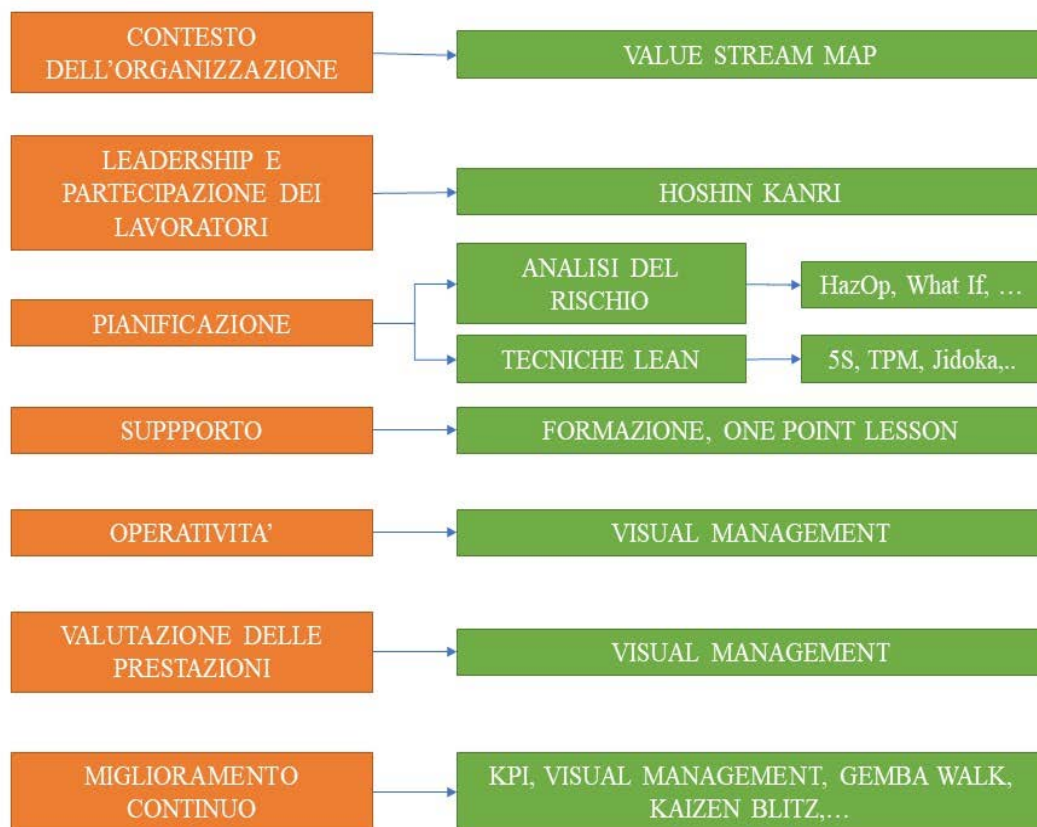 CONTESTO
DELL’ORGANIZZAZIONE
VALUE STREAM MAP
LEADERSHIP E
PARTECIPAZIONE DEI
LAVORATORI
HOSHIN KANRI
PIANIFICAZIONE
ANALISI DEL
RISCHIO
HazOp, What If, …
TECNICHE LEAN
5S, TPM, Jidoka,..
SUPPPORTO
FORMAZIONE, ONE POINT LESSON
OPERATIVITA’
VISUAL MANAGEMENT
VALUTAZIONE DELLE
PRESTAZIONI
VISUAL MANAGEMENT
MIGLIORAMENTO
CONTINUO
KPI, VISUAL MANAGEMENT, GEMBA WALK,
KAIZEN BLITZ,…